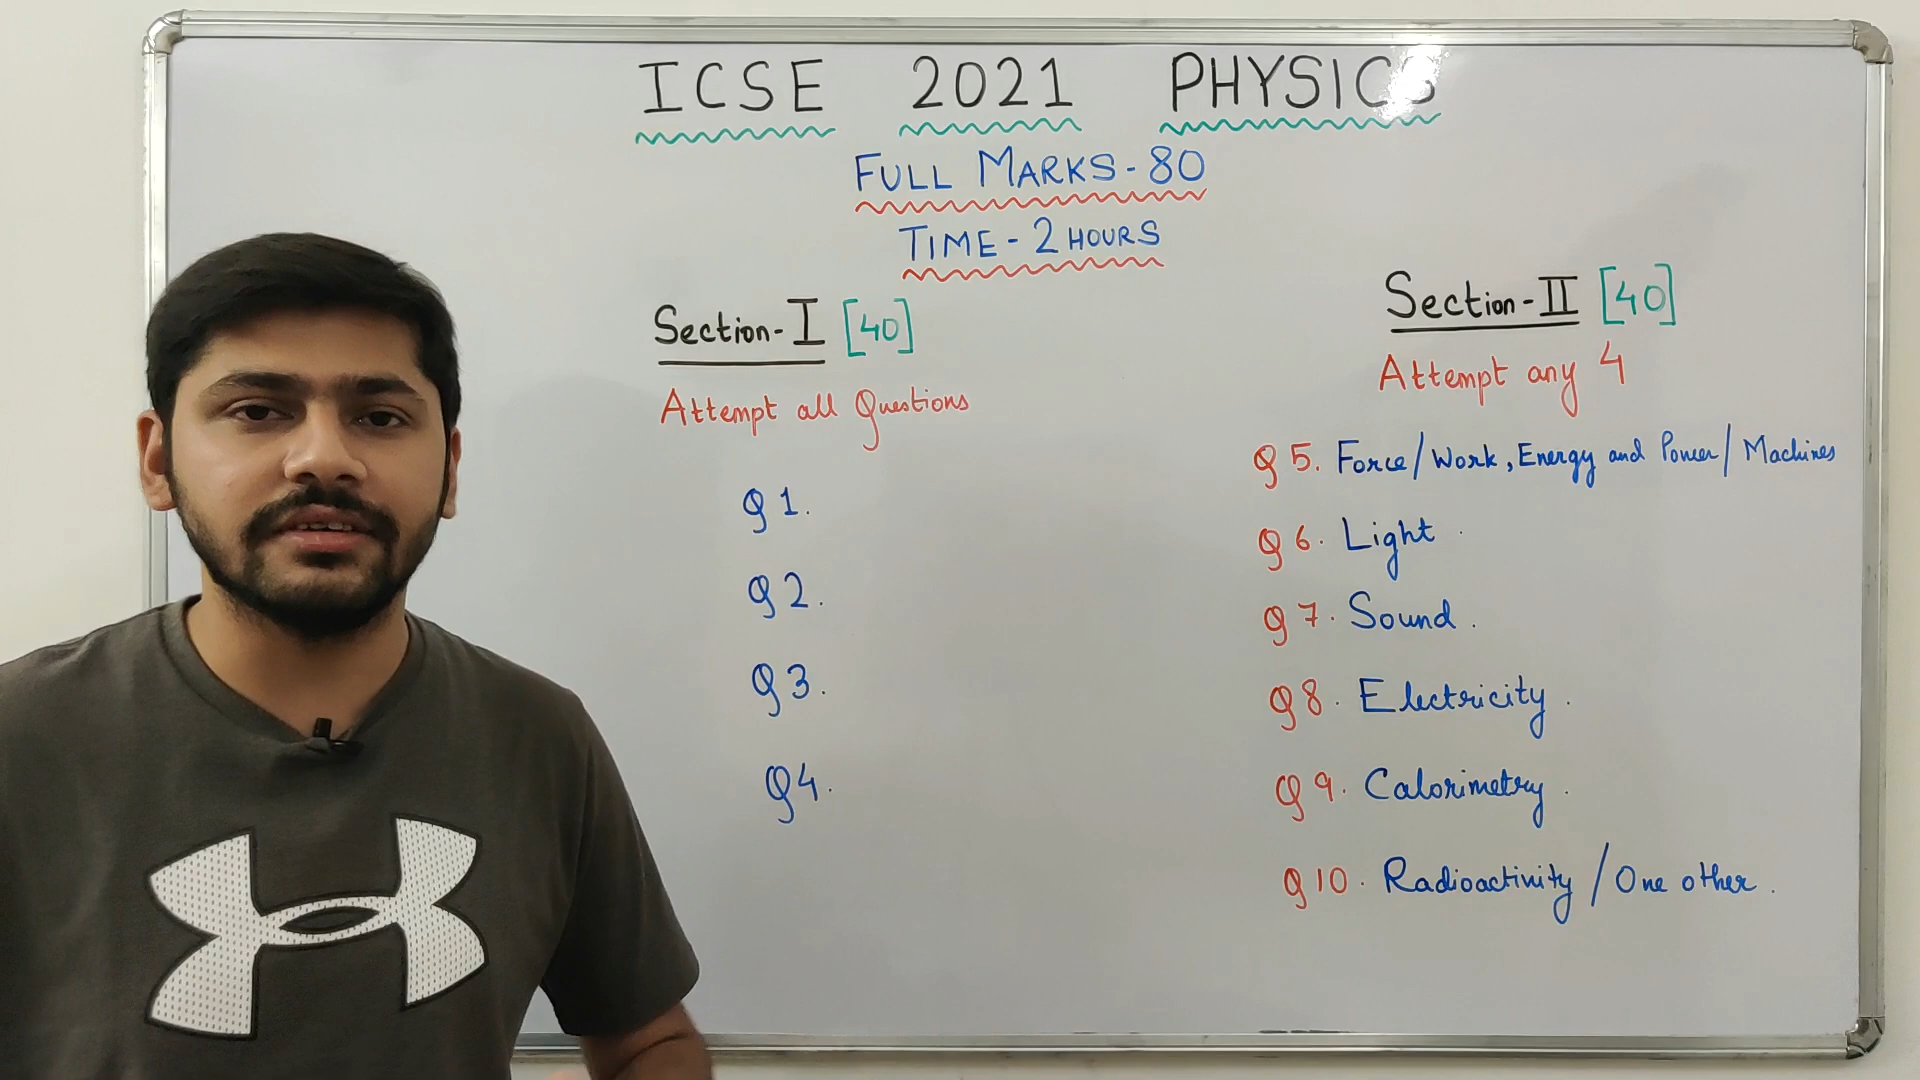 ICSE 2021 PHYSICS
FULL MARKS - 80
TIME - 2 HOURS
Section - I [40]
Attempt all Questions
Q 1.
Q 2.
Q 3.
Q 4.
Section - II [40]
Attempt any 4
Q 5. Force / Work, Energy and Power / Machines
Q 6. Light .
Q 7. Sound .
Q 8. Electricity .
Q 9. Calorimetry .
Q 10. Radioactivity / One other .